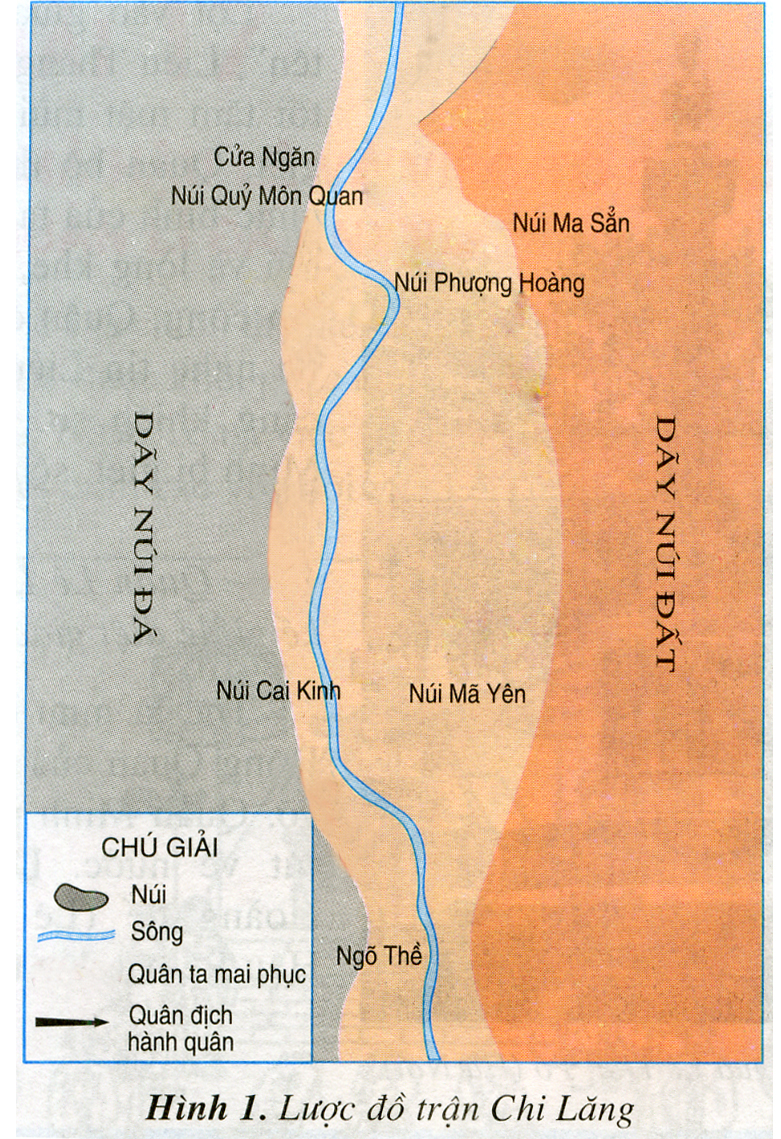 Cửa Ngăn
Núi Quỷ Môn Quan
Núi Ma Sẳn
Núi Phượng Hoàng
DÃY NÚI ĐÁ
DÃY NÚI ĐẤT
Núi Cai Kinh
Núi Mã Yên
Ngõ Thề
CHÚ GIẢI
Núi
Sông
Quân ta mai phục
Quân địch
hành quân
Hình 1. Lược đồ trận Chi Lăng